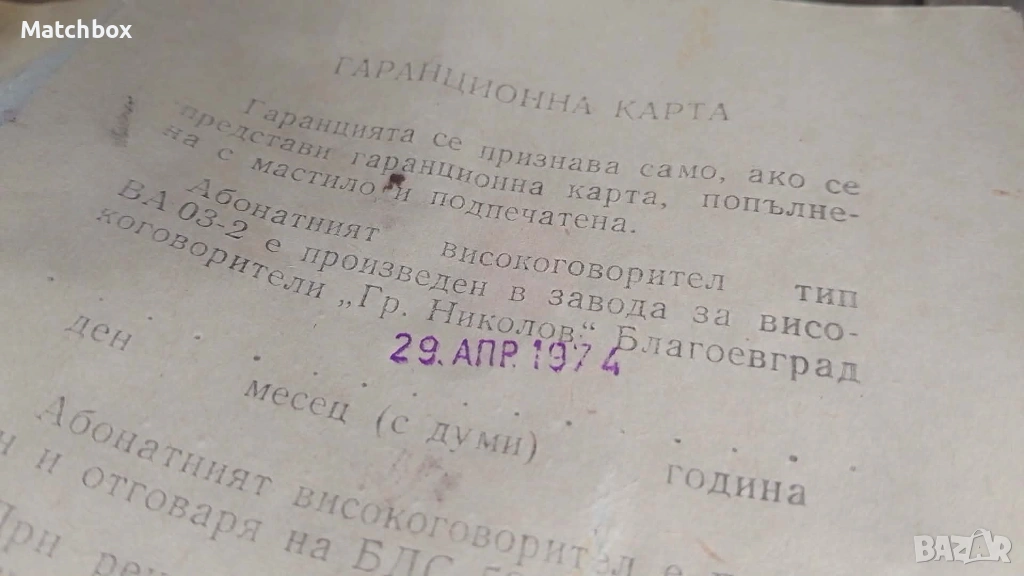 Matchbox
ГАРАНЦИОННА КАРТА
Гаранцията се признава само, ако се
представи гаранционна карта, попълне-
на с мастило и подпечатена.
Абонатният високоговорител тип
ВА 03-2 е произведен в завода за висо-
коговорители „Гр. Николов.“ Благоевград
29. АПР. 1974
ден месец (с думи) година
Абонатният високоговорител е
и отговаря на БДС
При
BAZAR